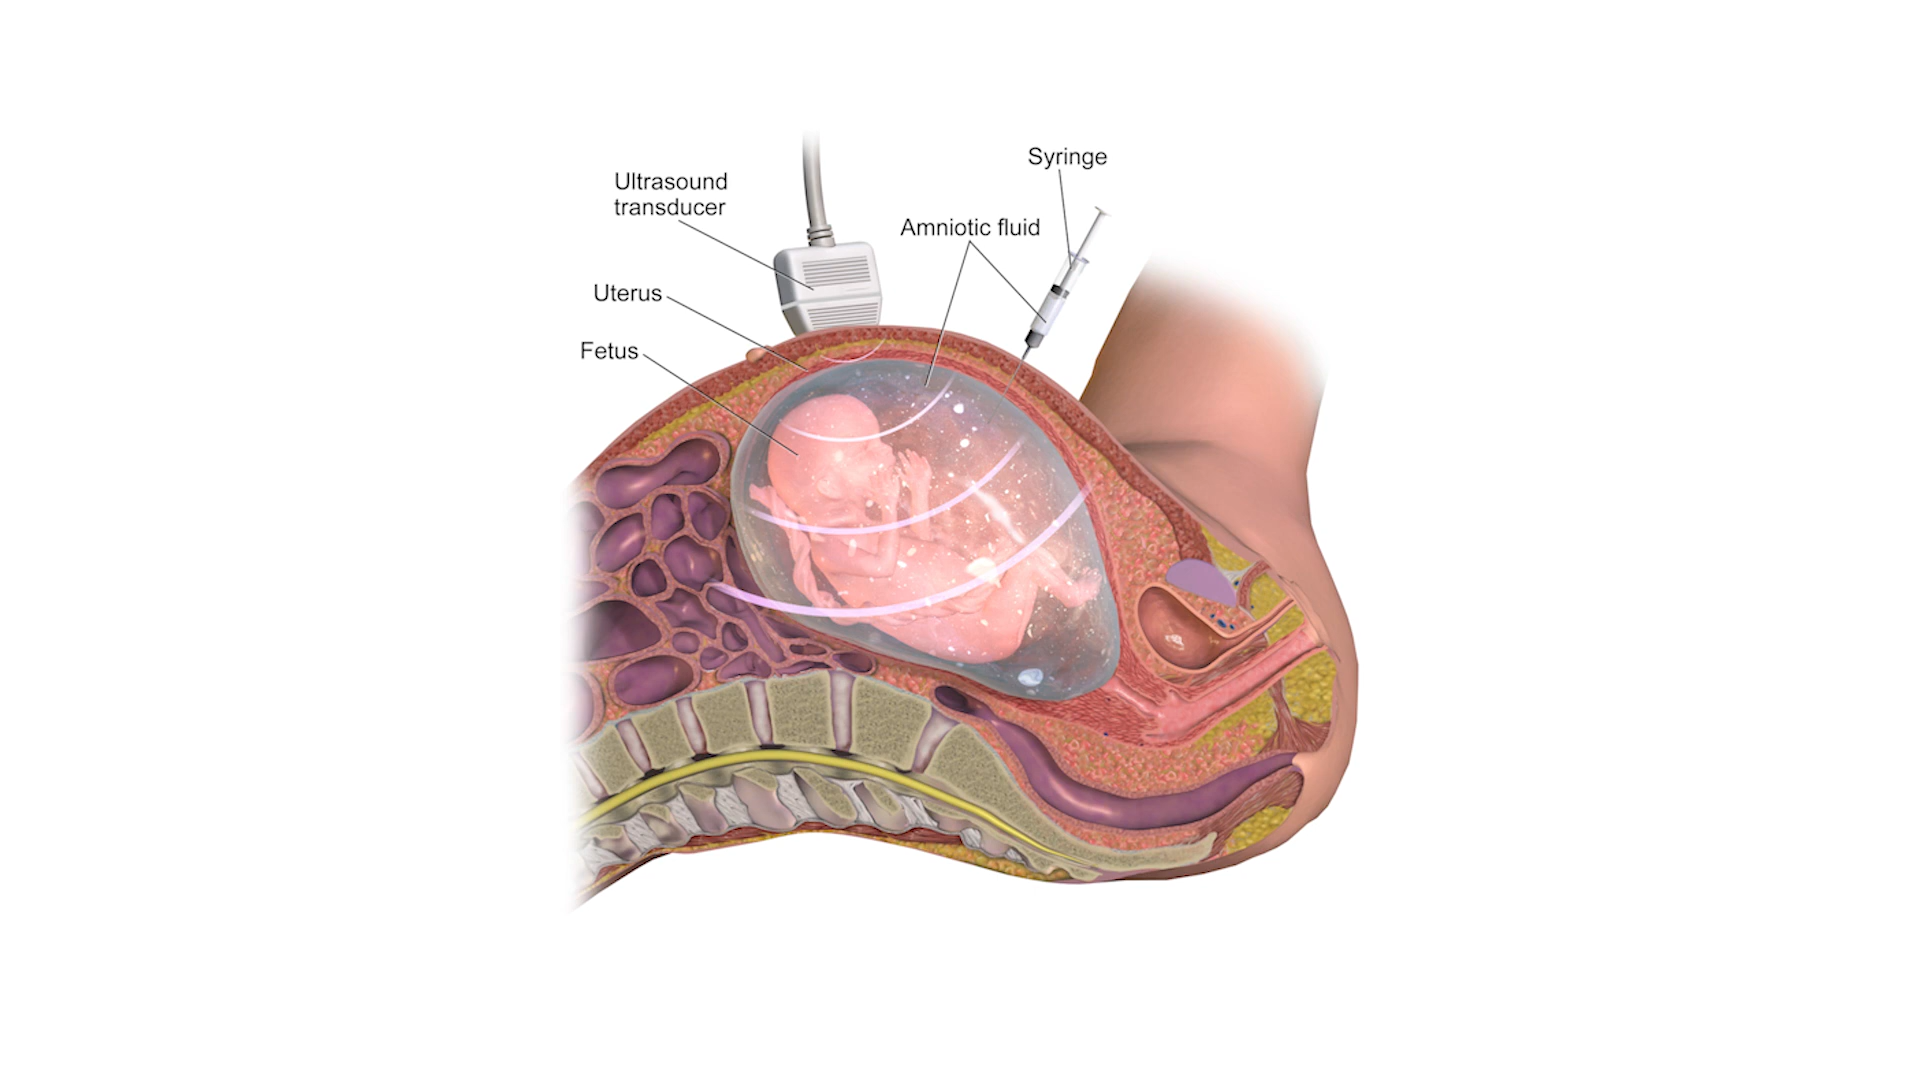 Syringe
Ultrasound
transducer
Amniotic fluid
Uterus
Fetus